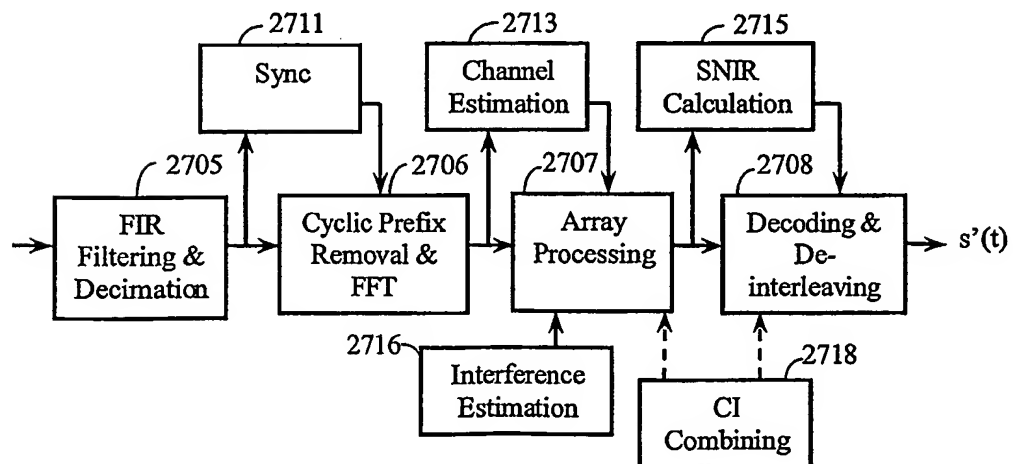 2711
Sync
2713
Channel
Estimation
2715
SNIR
Calculation
2705
FIR
Filtering &
Decimation
2706
Cyclic Prefix
Removal &
FFT
2707
Array
Processing
2708
Decoding &
De-
interleaving
s'(t)
2716
Interference
Estimation
2718
CI
Combining